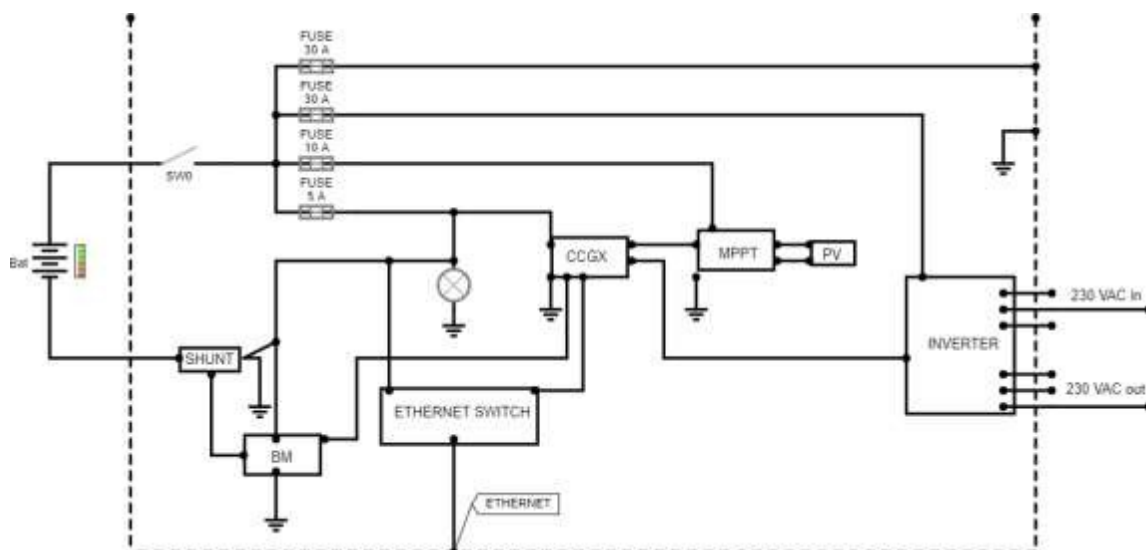 FUSE
30 A
FUSE
30 A
FUSE
10 A
SW0
FUSE
5 A
Bat
CCGX
MPPT
PV
230 VAC in
INVERTER
SHUNT
230 VAC out
ETHERNET SWITCH
BM
ETHERNET